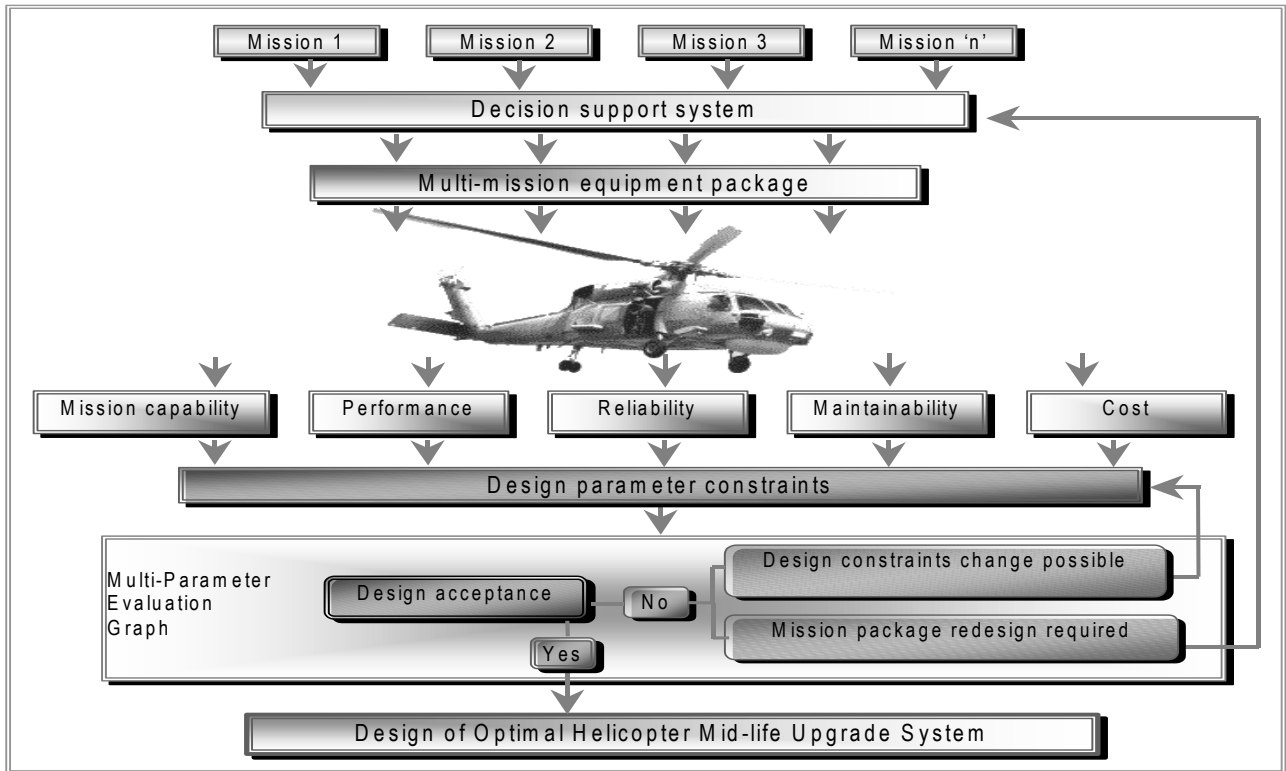 Mission 1
Mission 2
Mission 3
Mission ‘n’
Decision support system
Multi-mission equipment package
Mission capability
Performance
Reliability
Maintainability
Cost
Design parameter constraints
Multi-Parameter
Evaluation
Graph
Design acceptance
No
Design constraints change possible
Mission package redesign required
Yes
Design of Optimal Helicopter Mid-life Upgrade System